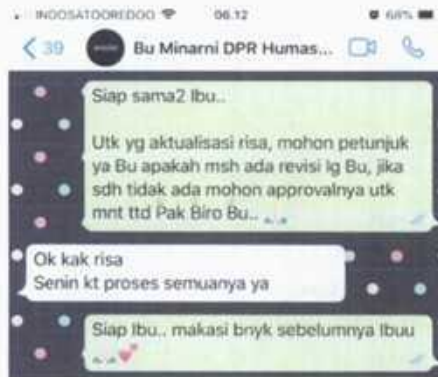 INDOSATOOREDOO 06.12 68%
39 Bu Minarni DPR Humas...
Siap sama2 Ibu..
Utk yg aktualisasi risa, mohon petunjuk
ya Bu apakah msh ada revisi lg Bu, jika
sdh tidak ada mohon approvalnya utk
mnt ttd Pak Biro Bu..
Ok kak risa
Senin kt proses semuanya ya
Siap Ibu.. makasi bnyk sebelumnya Ibuu